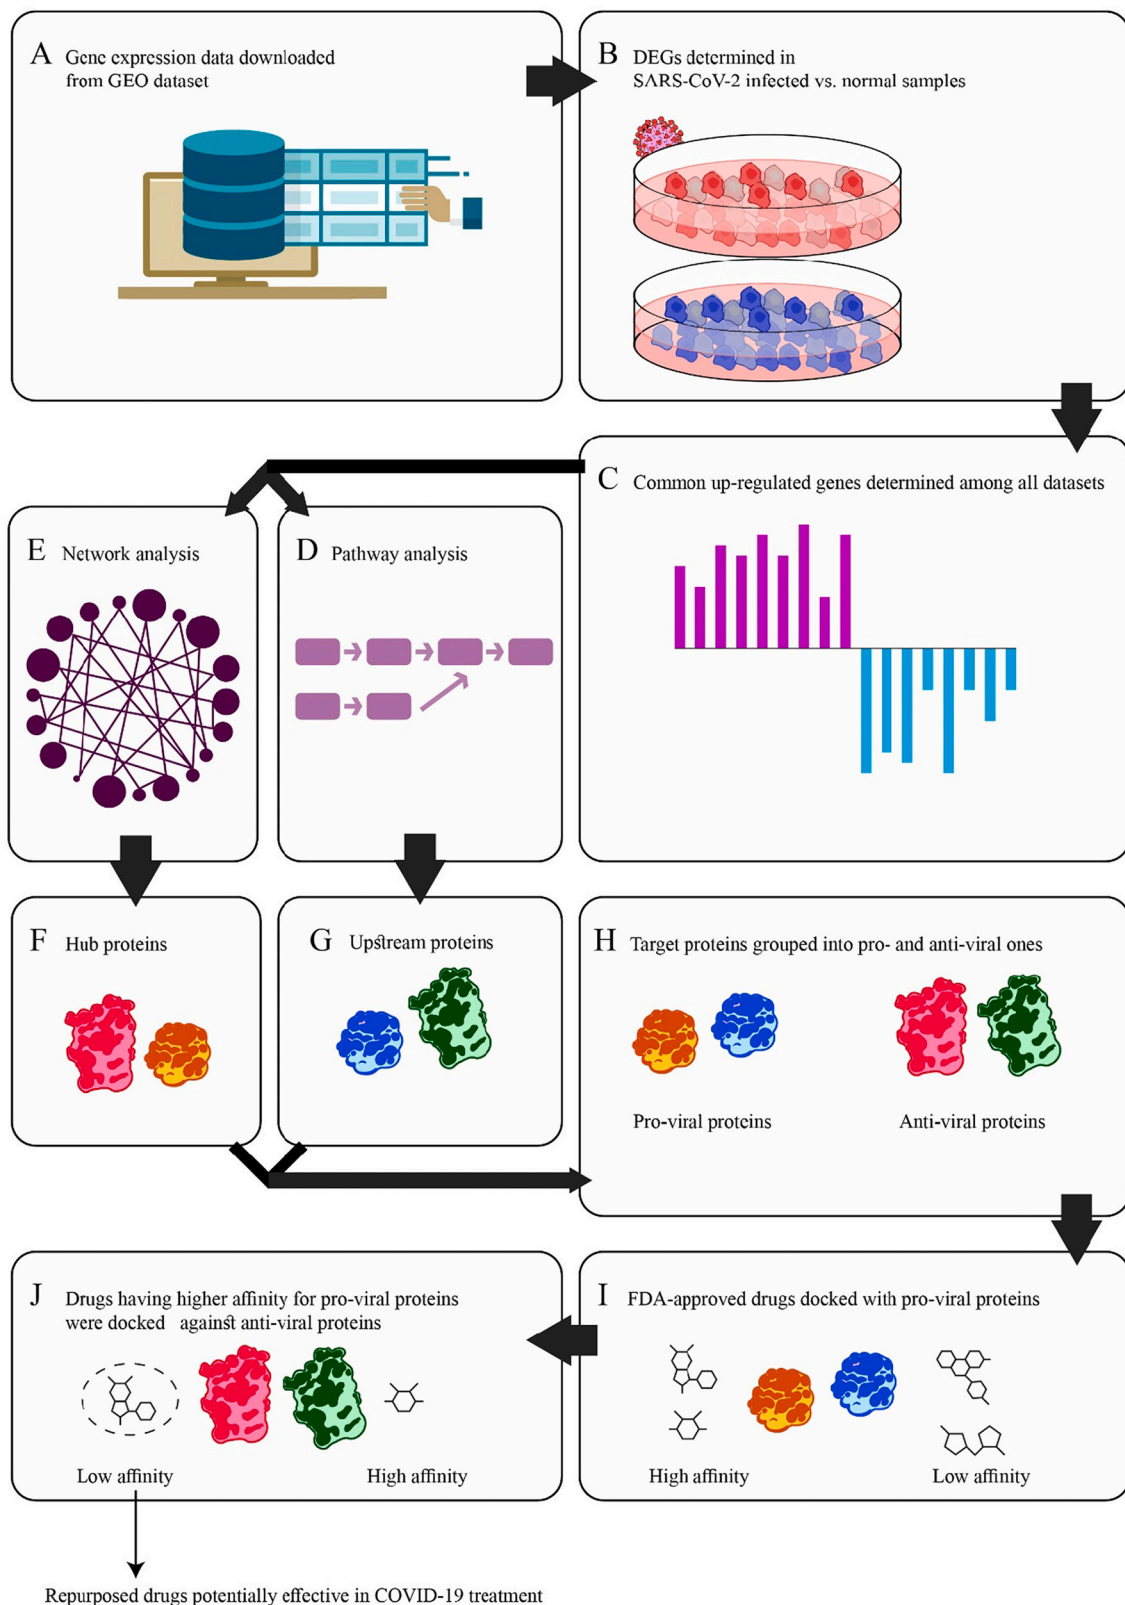 A Gene expression data downloaded
from GEO dataset
B DEGs determined in
SARS-CoV-2 infected vs. normal samples
C Common up-regulated genes determined among all datasets
E Network analysis
D Pathway analysis
F Hub proteins
G Upstream proteins
H Target proteins grouped into pro- and anti-viral ones
Pro-viral proteins
Anti-viral proteins
J Drugs having higher affinity for pro-viral proteins
were docked against anti-viral proteins
Low affinity
High affinity
I FDA-approved drugs docked with pro-viral proteins
High affinity
Low affinity
Repurposed drugs potentially effective in COVID-19 treatment